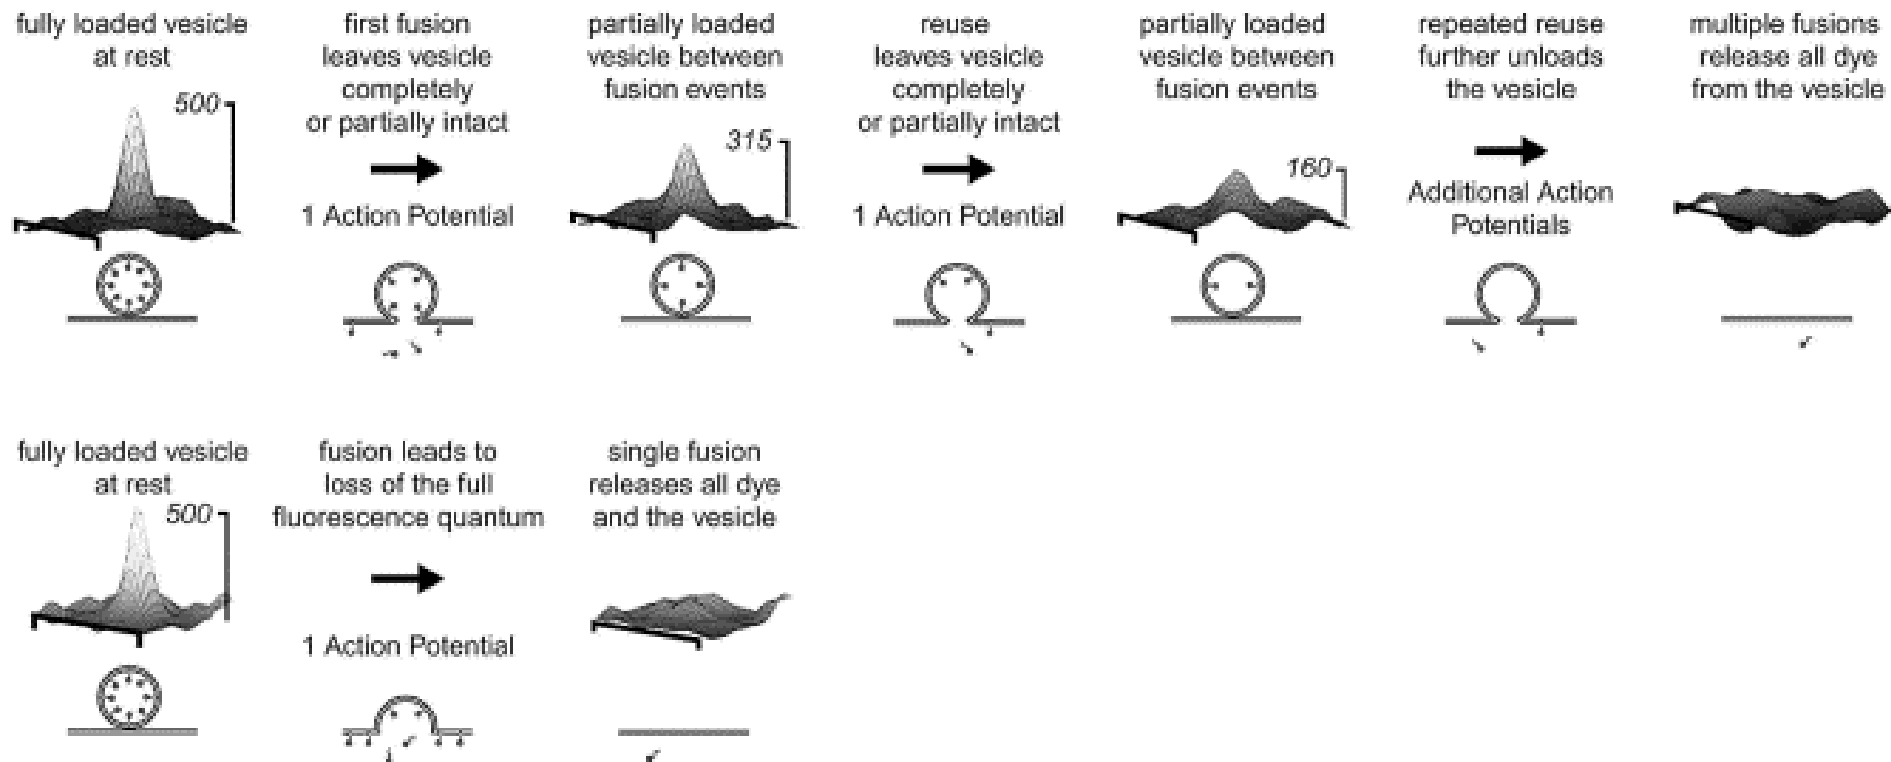 fully loaded vesicle
at rest
500
first fusion
leaves vesicle
completely
or partially intact
1 Action Potential
partially loaded
vesicle between
fusion events
315
reuse
leaves vesicle
completely
or partially intact
1 Action Potential
partially loaded
vesicle between
fusion events
160
repeated reuse
further unloads
the vesicle
Additional Action
Potentials
multiple fusions
release all dye
from the vesicle
fully loaded vesicle
at rest
500
fusion leads to
loss of the full
fluorescence quantum
1 Action Potential
single fusion
releases all dye
and the vesicle